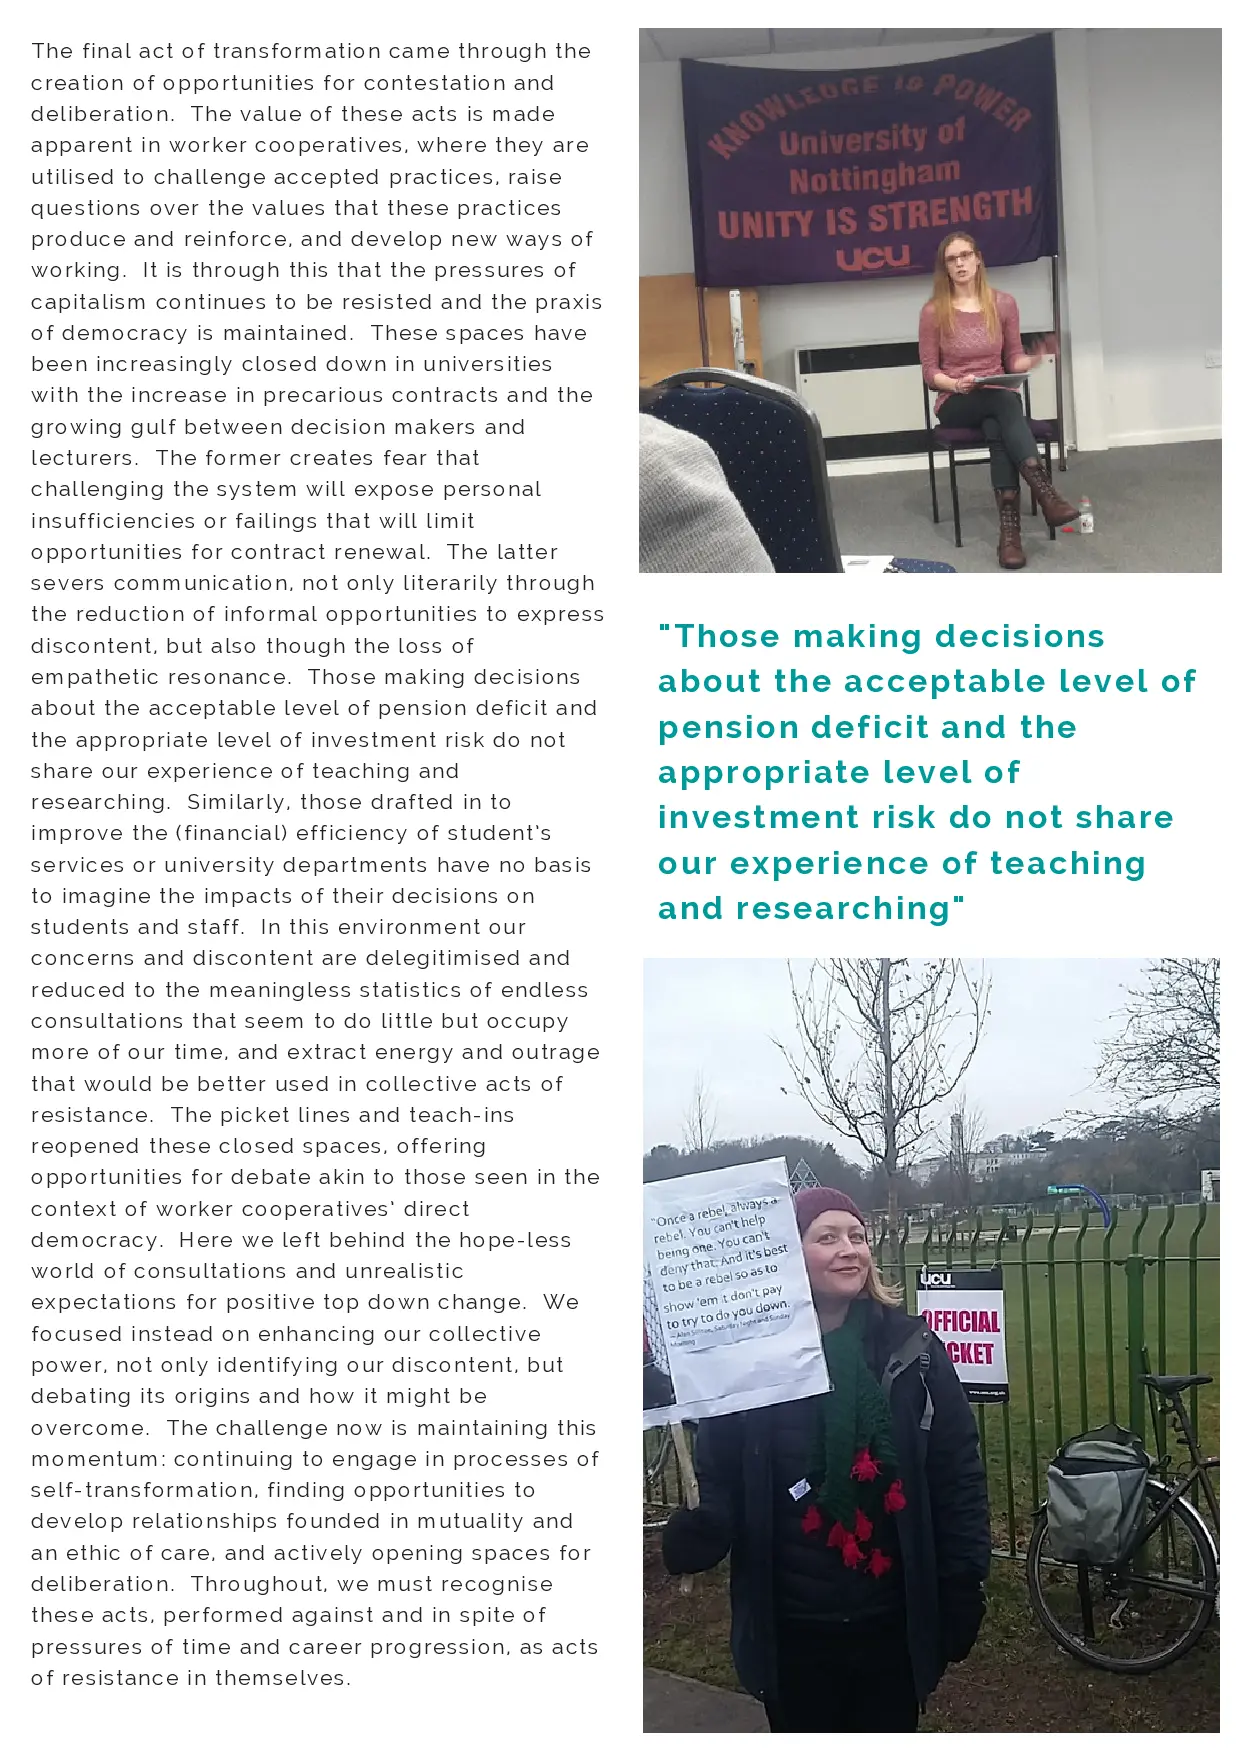 The final act of transformation came through the
creation of opportunities for contestation and
deliberation.  The value of these acts is made
apparent in worker cooperatives, where they are
utilised to challenge accepted practices, raise
questions over the values that these practices
produce and reinforce, and develop new ways of
working.  It is through this that the pressures of
capitalism continues to be resisted and the praxis
of democracy is maintained.  These spaces have
been increasingly closed down in universities
with the increase in precarious contracts and the
growing gulf between decision makers and
lecturers.  The former creates fear that
challenging the system will expose personal
insufficiencies or failings that will limit
opportunities for contract renewal.  The latter
severs communication, not only literarily through
the reduction of informal opportunities to express
discontent, but also though the loss of
empathetic resonance.  Those making decisions
about the acceptable level of pension deficit and
the appropriate level of investment risk do not
share our experience of teaching and
researching.  Similarly, those drafted in to
improve the (financial) efficiency of student's
services or university departments have no basis
to imagine the impacts of their decisions on
students and staff.  In this environment our
concerns and discontent are delegitimised and
reduced to the meaningless statistics of endless
consultations that seem to do little but occupy
more of our time, and extract energy and outrage
that would be better used in collective acts of
resistance.  The picket lines and teach-ins
reopened these closed spaces, offering
opportunities for debate akin to those seen in the
context of worker cooperatives' direct
democracy.  Here we left behind the hope-less
world of consultations and unrealistic
expectations for positive top down change.  We
focused instead on enhancing our collective
power, not only identifying our discontent, but
debating its origins and how it might be
overcome.  The challenge now is maintaining this
momentum: continuing to engage in processes of
self-transformation, finding opportunities to
develop relationships founded in mutuality and
an ethic of care, and actively opening spaces for
deliberation.  Throughout, we must recognise
these acts, performed against and in spite of
pressures of time and career progression, as acts
of resistance in themselves.
KNOWLEDGE IS POWER
University of
Nottingham
UNITY IS STRENGTH
UCU
"Those making decisions
about the acceptable level of
pension deficit and the
appropriate level of
investment risk do not share
our experience of teaching
and researching"
"Once a rebel, always a
rebel. You can't help
being one. You can't
deny that. And it's best
to be a rebel so as to
show 'em it don't pay
to try to do you down.
– Alan Sillitoe, Saturday Night and Sunday
Morning
UCU
OFFICIAL
CKET